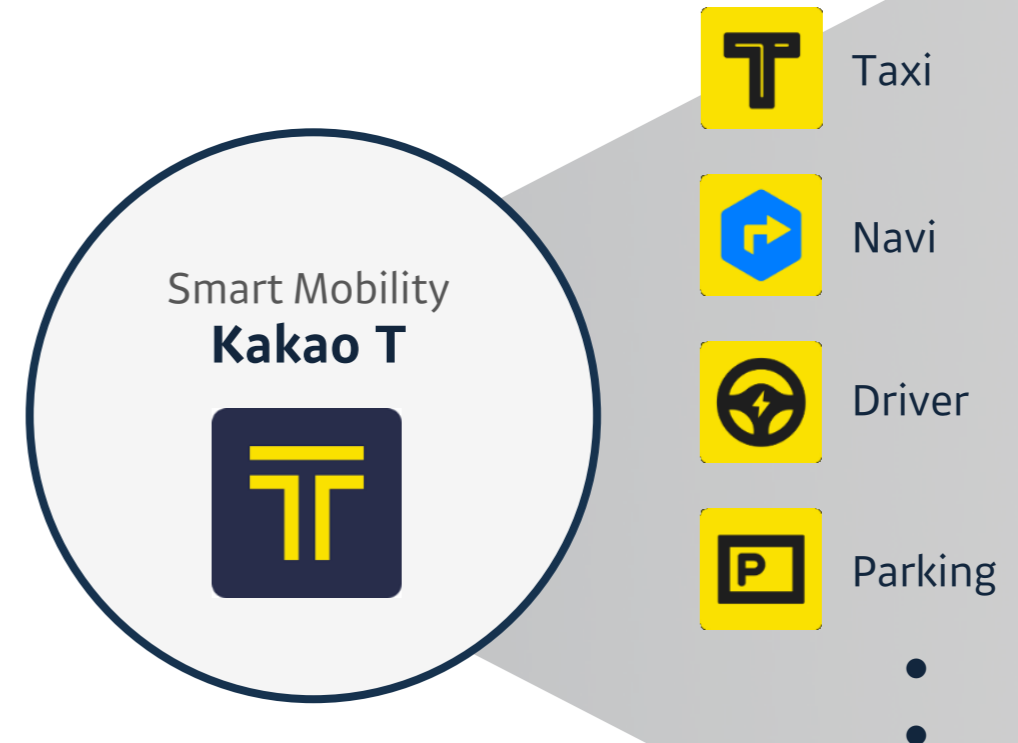 Smart Mobility
Kakao T
T
T
Taxi
Navi
Driver
P
Parking